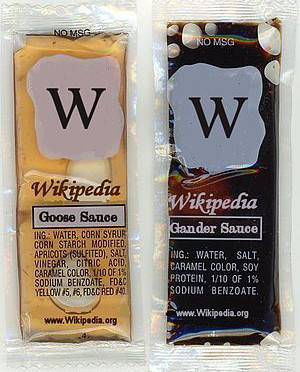 NO MSG
W
Wikipedia
Goose Sauce
ING.: WATER, CORN SYRUP
CORN STARCH MODIFIED,
APRICOTS (SULFITED), SALT
VINEGAR, CITRIC ACID,
CARAMEL COLOR, 1/10 OF 1%
SODIUM BENZOATE, FD&C
YELLOW #5, #6, FD&C RED #40.
www.Wikipedia.org
NO MSG
W
Wikipedia
Gander Sauce
ING.: WATER, SALT,
CARAMEL COLOR, SOY
PROTEIN, 1/10 OF 1%
SODIUM BENZOATE.
www.Wikipedia.org